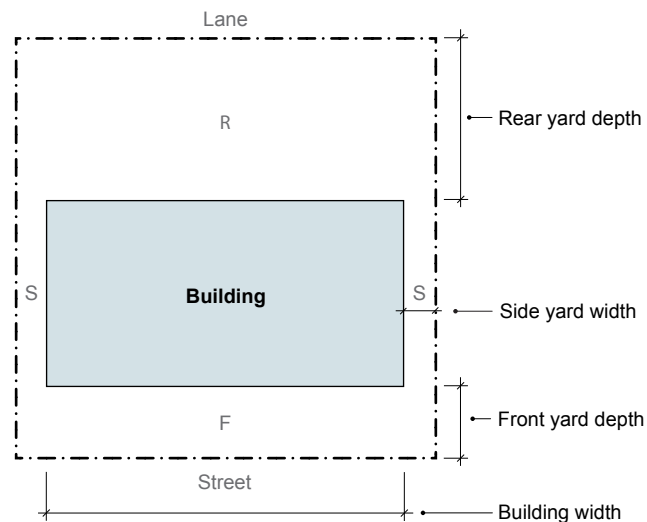 Lane
R
Rear yard depth
S
Building
S
Side yard width
F
Front yard depth
Street
Building width